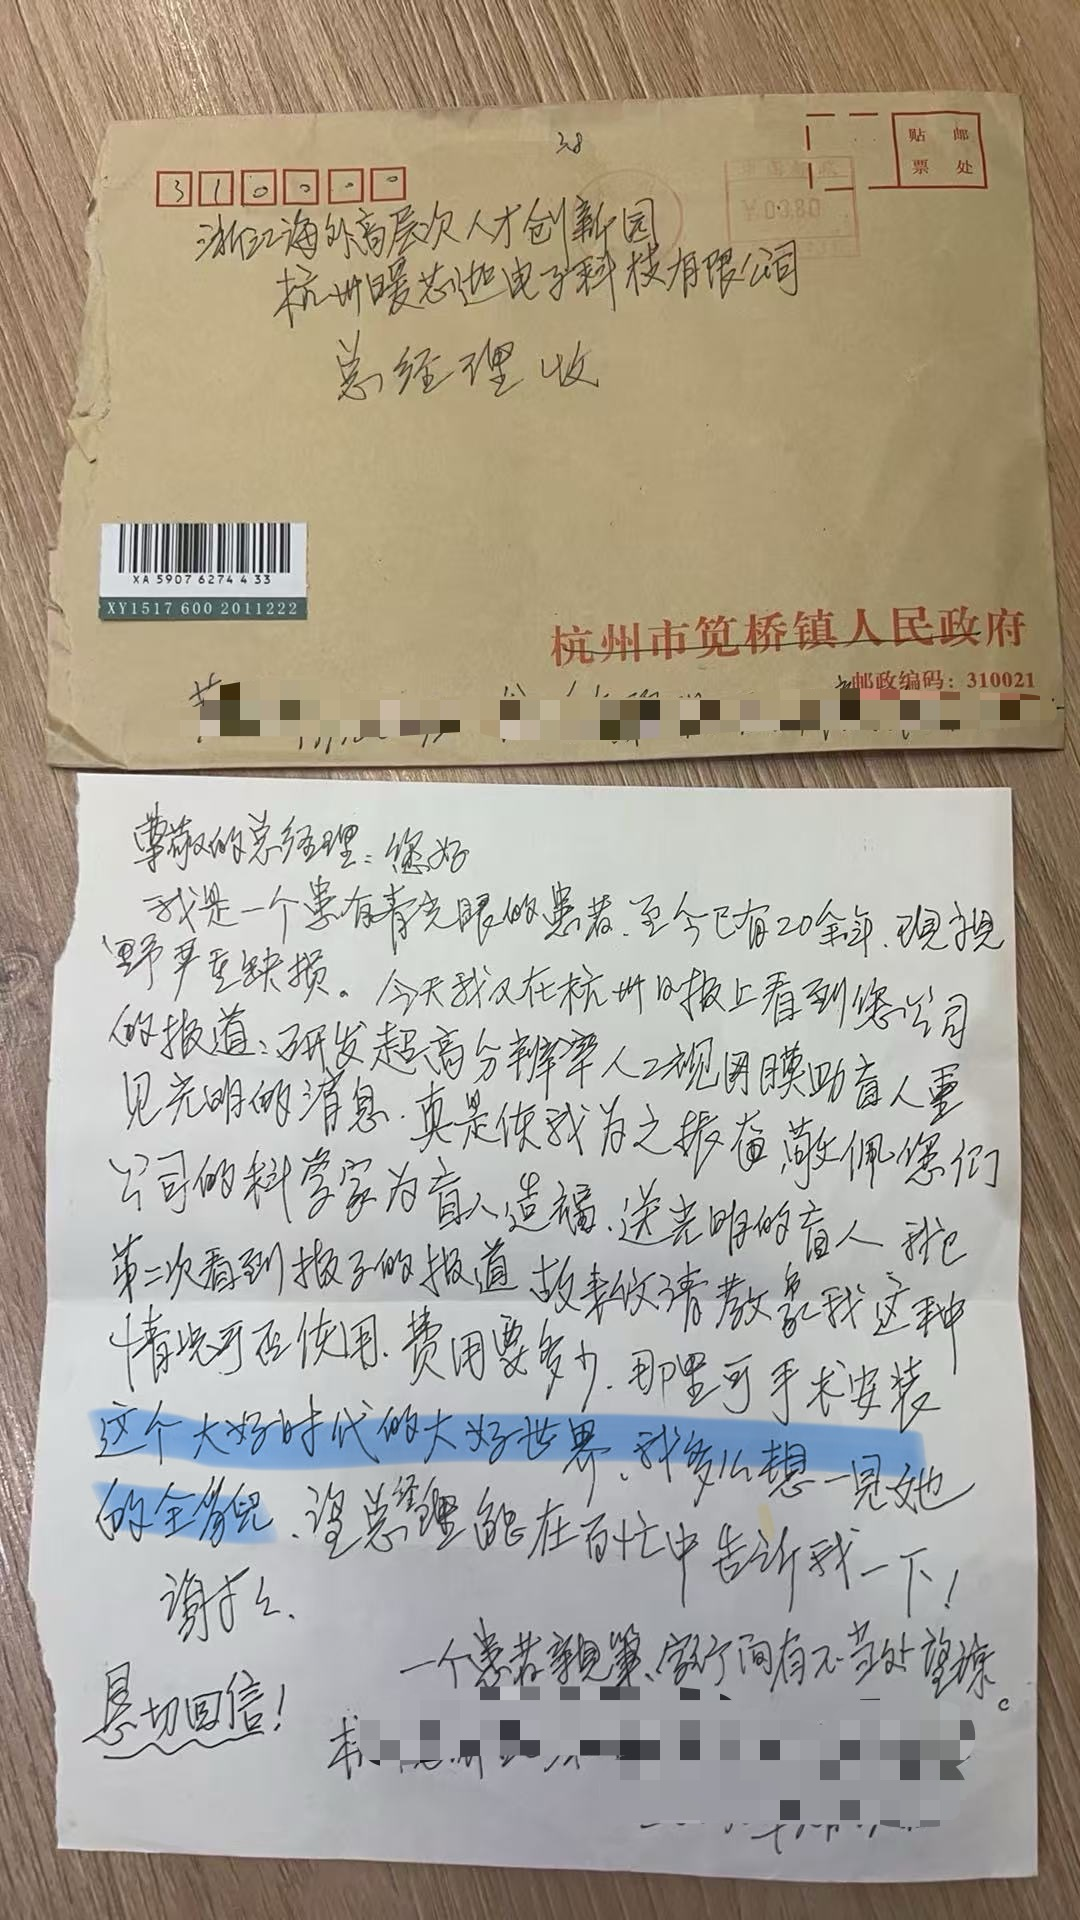 38
310000
贴 邮
票 处
¥0080
浙江海外高层次人才创新园
杭州暖芯迦电子科技有限公司
总经理 收
XA 5907 6274 4 33
XY1517 600 2011222
杭州市笕桥镇人民政府
邮政编码：310021
尊敬的总经理：您好
我是一个患有青光眼的患者、至今已有20余年、现视
野严重缺损。今天我又在杭州日报上看到您公司
的报道：研发超高分辨率人工视网膜助盲人重
见光明的消息、真是使我为之振奋 敬佩您们
公司的科学家为盲人造福、送光明的盲人 我已
第二次看到报子的报道 故来收请教象我这种
情况可否使用、费用要多少、那里可手术安装
这个大好时代的大好世界、我多么想一见她
的全貌、望总经理能在百忙中告诉我一下！
谢谢、
一个患者亲笔、字行间有不当处望谅。
恳切回信！